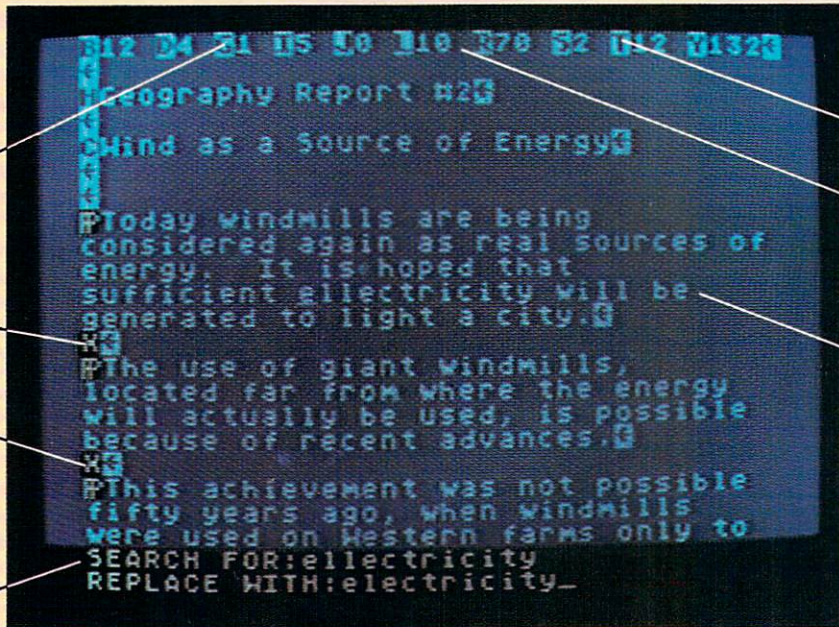 B12 D4 G1 I5 J0 L10 R70 S2 T12 Y132
Geography Report #2
Wind as a Source of Energy
PToday windmills are being
considered again as real sources of
energy. It is hoped that
sufficient ellectricity will be
generated to light a city.
X
PThe use of giant windmills,
located far from where the energy
will actually be used, is possible
because of recent advances.
X
PThis achievement was not possible
fifty years ago, when windmills
were used on Western farms only to
SEARCH FOR:ellectricity
REPLACE WITH:electricity_